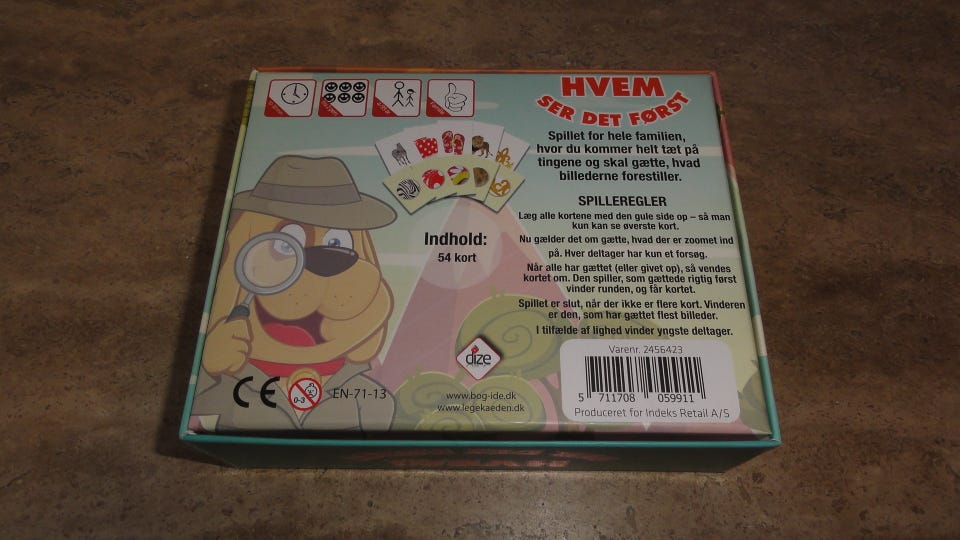 HVEM
SER DET FØRST
Spillet for hele familien,
hvor du kommer helt tæt på
tingene og skal gætte, hvad
billederne forestiller.
SPILLEREGLER
Læg alle kortene med den gule side op – så man
kun kan se øverste kort.
Nu gælder det om gætte, hvad der er zoomet ind
på. Hver deltager har kun et forsøg.
Når alle har gættet (eller givet op), så vendes
kortet om. Den spiller, som gættede rigtig først
vinder runden, og får kortet.
Spillet er slut, når der ikke er flere kort. Vinderen
er den, som har gættet flest billeder.
I tilfælde af lighed vinder yngste deltager.
Indhold:
54 kort
dize
CE
0-3
EN-71-13
www.bog-ide.dk
www.legekaeden.dk
Varenr. 2456423
5 711708 059911
Produceret for Indeks Retail A/S